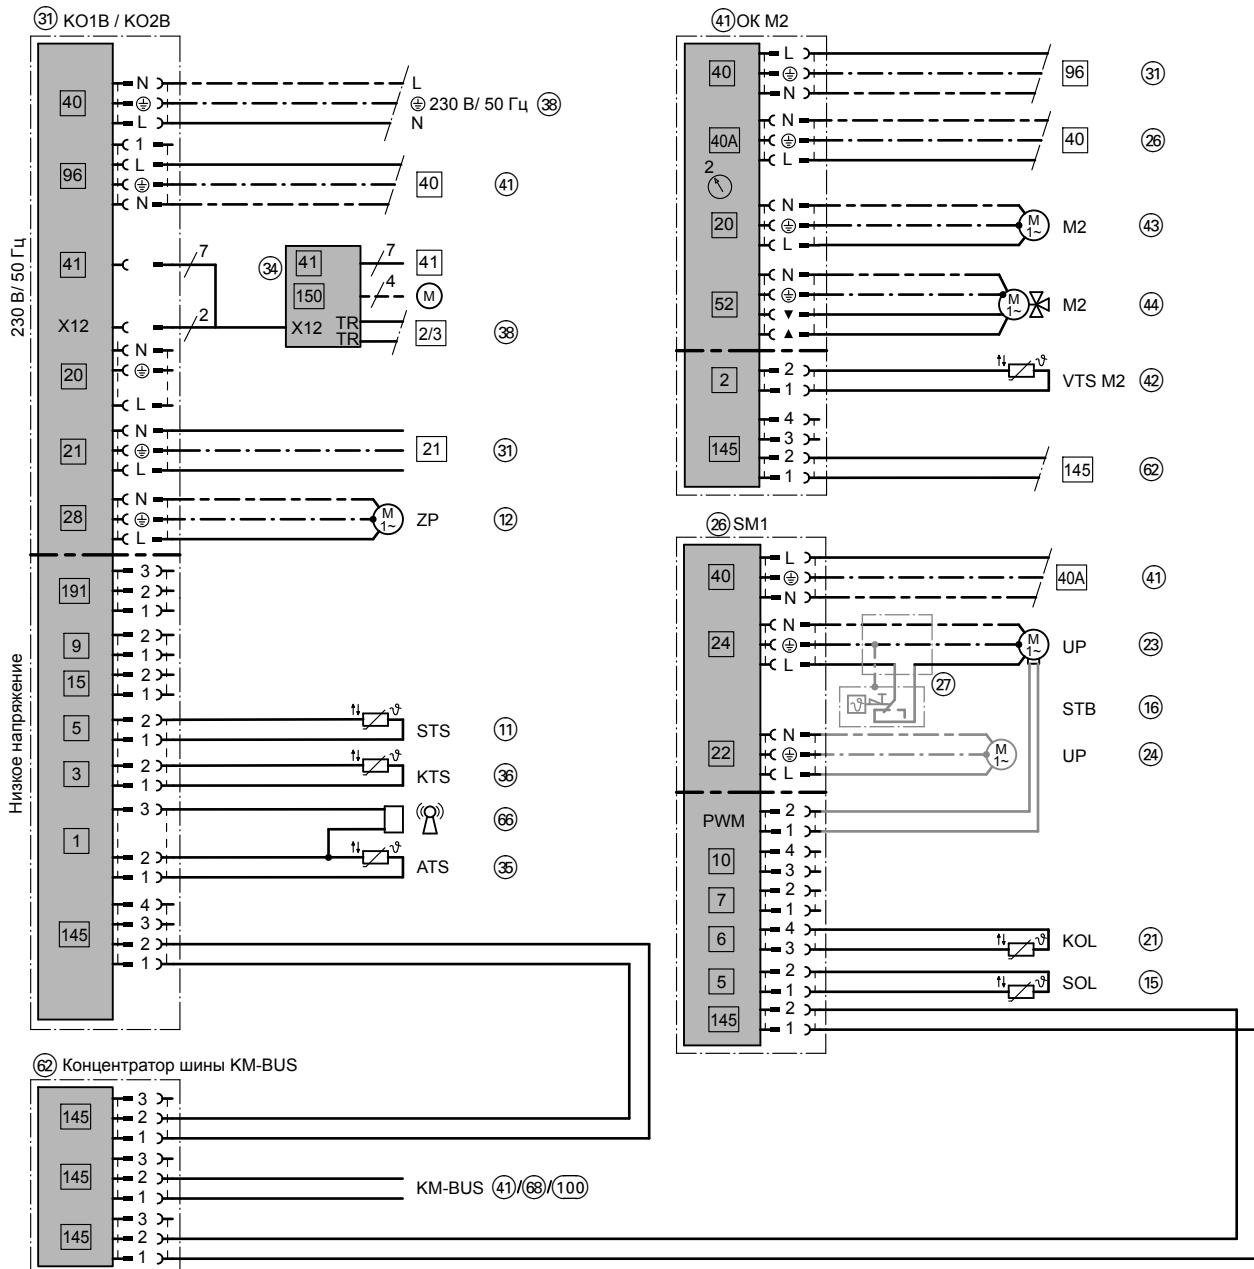 31 KO1B / KO2B
230 В/ 50 Гц
40
N
L
L
230 В/ 50 Гц 38
N
96
1
L
N
40 41
41
7
X12
2
34
41
150
X12
TR
TR
7
41
4
M
2/3 38
20
N
L
21
N
L
21 31
28
N
L
M
1~
ZP 12
Низкое напряжение
191
3
2
1
9
2
1
15
2
1
5
2
1
ϑ
STS 11
3
2
1
ϑ
KTS 36
1
3
2
1
66
ϑ
ATS 35
145
4
3
2
1
62 Концентратор шины KM-BUS
145
3
2
1
145
3
2
1
KM-BUS 41/68/100
145
3
2
1
41 ОК M2
40
L
N
96 31
40A
N
L
40 26
2
20
N
L
M
1~
M2 43
52
N
▼
▲
M
1~
M2 44
2
2
1
ϑ
VTS M2 42
145
4
3
2
1
145 62
26 SM1
40
L
N
40A 41
24
N
L
M
1~
UP 23
27
ϑ
STB 16
22
N
L
M
1~
UP 24
PWM
2
1
10
4
3
7
2
1
6
4
3
ϑ
KOL 21
5
2
1
ϑ
SOL 15
145
2
1